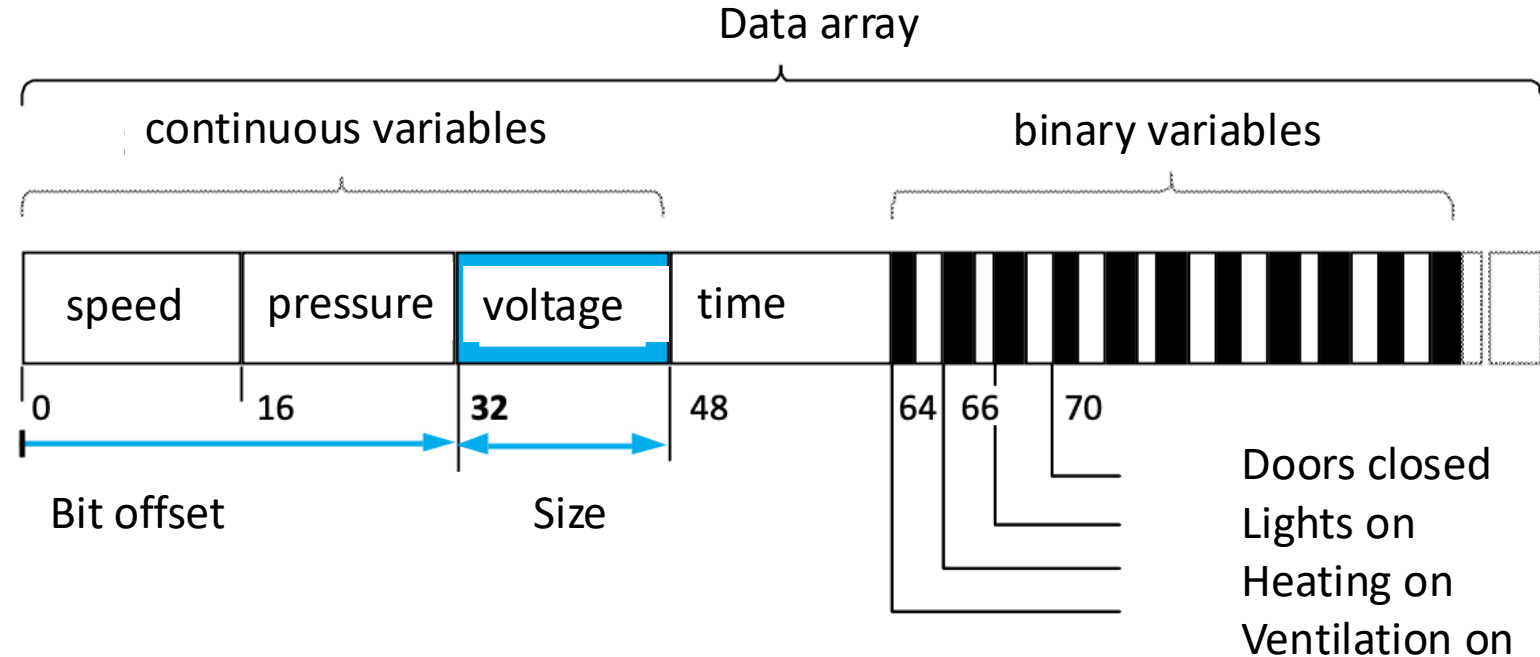 Data array
continuous variables
binary variables
speed
pressure
voltage
time
0
16
32
48
64
66
70
Bit offset
Size
Doors closed
Lights on
Heating on
Ventilation on